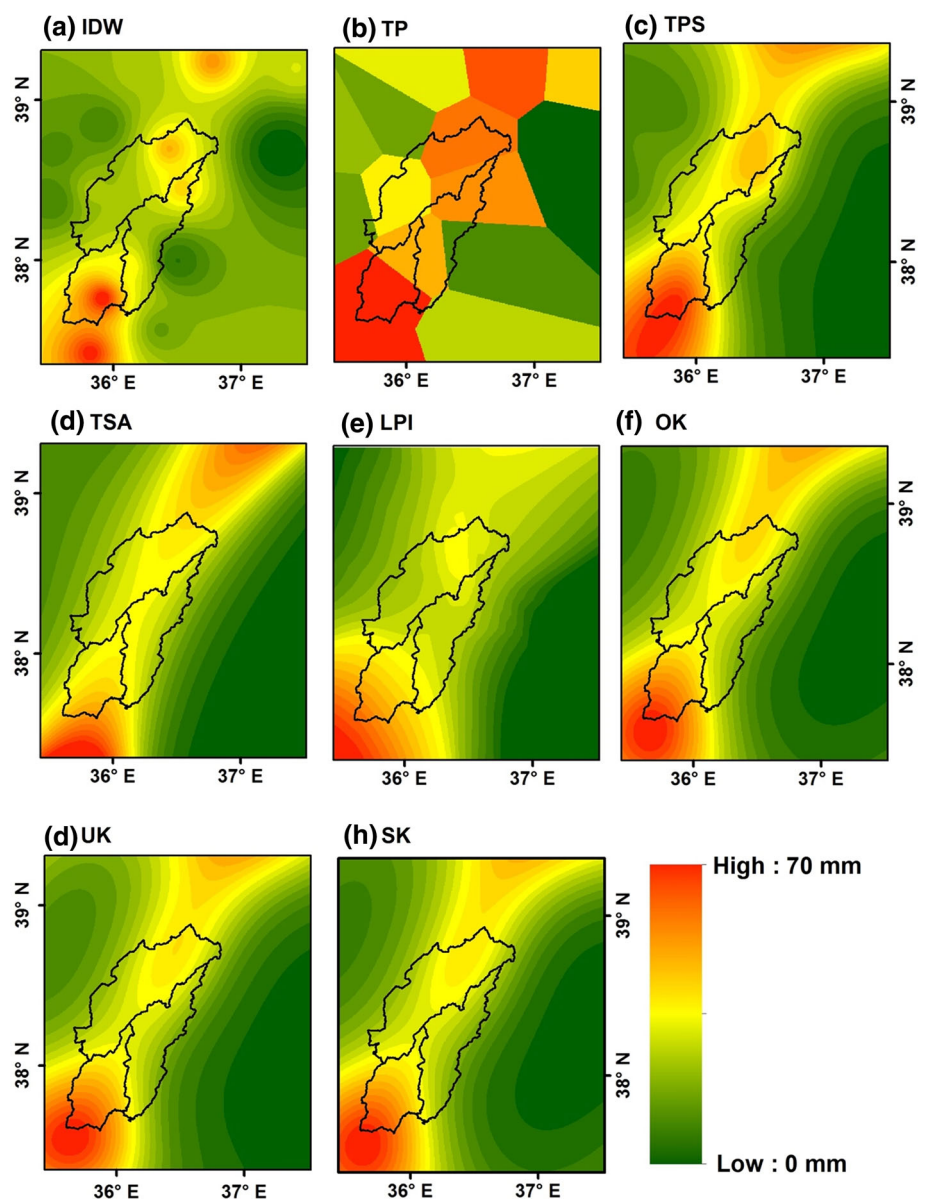 (a) IDW
(b) TP
(c) TPS
39° N
38° N
36° E
37° E
36° E
37° E
39° N
38° N
36° E
37° E
(d) TSA
(e) LPI
(f) OK
39° N
38° N
36° E
37° E
36° E
37° E
39° N
38° N
36° E
37° E
(d) UK
(h) SK
39° N
38° N
36° E
37° E
39° N
38° N
36° E
37° E
High : 70 mm
Low : 0 mm